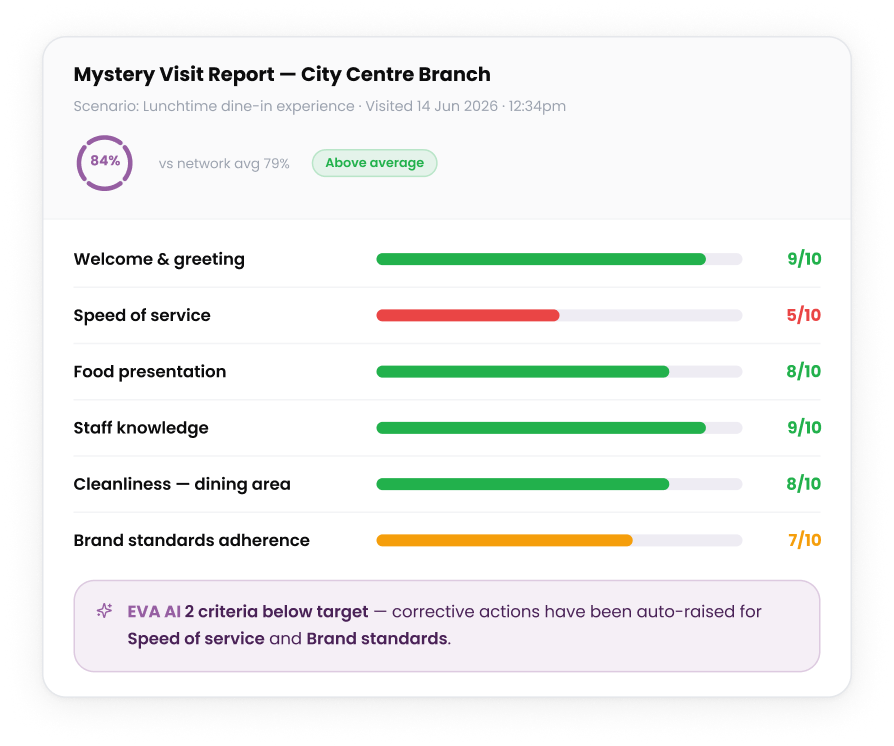 Mystery Visit Report — City Centre Branch
Scenario: Lunchtime dine-in experience · Visited 14 Jun 2026 · 12:34pm
84% vs network avg 79% Above average
Welcome & greeting 9/10
Speed of service 5/10
Food presentation 8/10
Staff knowledge 9/10
Cleanliness — dining area 8/10
Brand standards adherence 7/10
EVA AI 2 criteria below target — corrective actions have been auto-raised for
Speed of service and Brand standards.